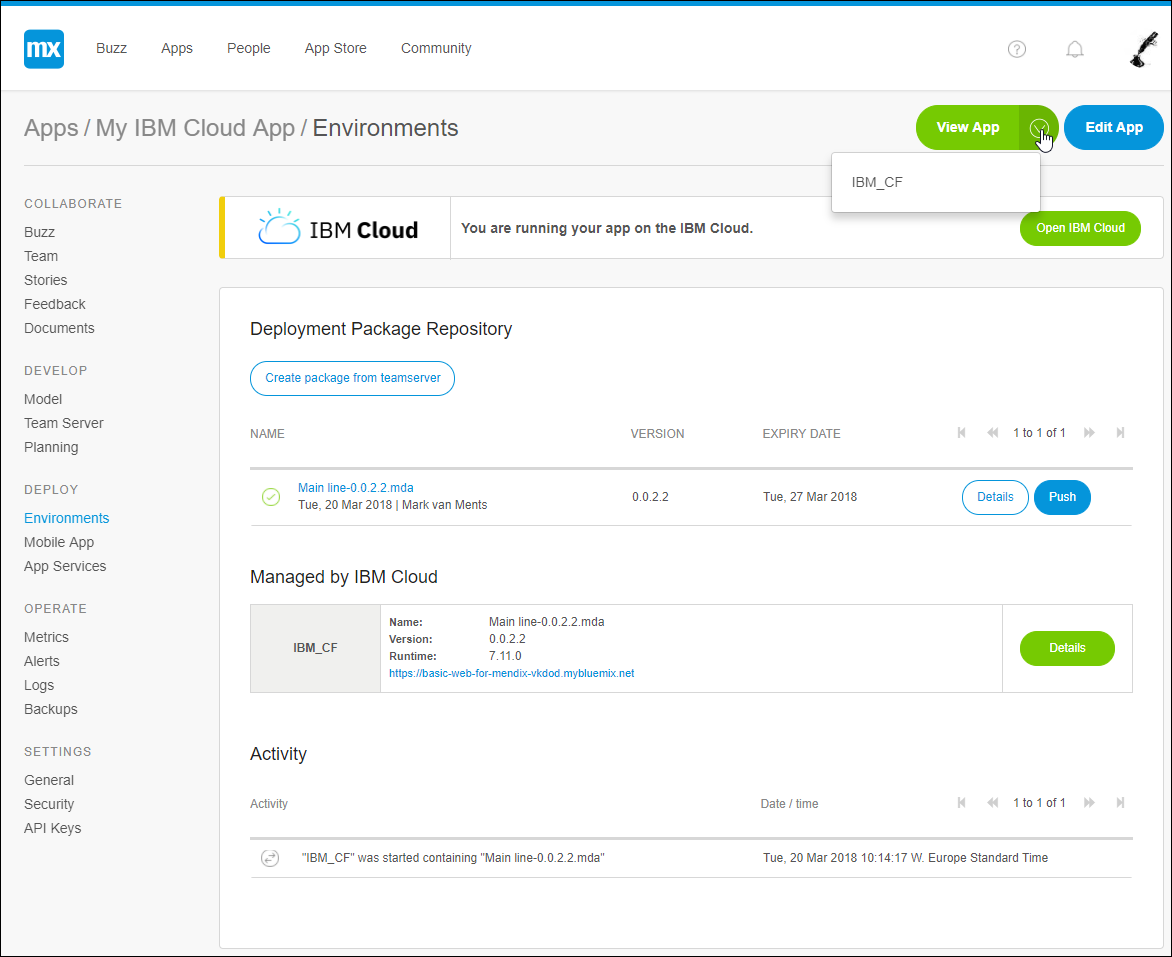 mx
Buzz Apps People App Store Community
?
Apps / My IBM Cloud App / Environments
View App
Edit App
IBM_CF
COLLABORATE
Buzz
Team
Stories
Feedback
Documents
DEVELOP
Model
Team Server
Planning
DEPLOY
Environments
Mobile App
App Services
OPERATE
Metrics
Alerts
Logs
Backups
SETTINGS
General
Security
API Keys
IBM Cloud
You are running your app on the IBM Cloud.
Open IBM Cloud
Deployment Package Repository
Create package from teamserver
NAME VERSION EXPIRY DATE 1 to 1 of 1
Main line-0.0.2.2.mda
Tue, 20 Mar 2018 | Mark van Ments
0.0.2.2
Tue, 27 Mar 2018
Details
Push
Managed by IBM Cloud
IBM_CF
Name: Main line-0.0.2.2.mda
Version: 0.0.2.2
Runtime: 7.11.0
https://basic-web-for-mendix-vkdod.mybluemix.net
Details
Activity
Activity Date / time 1 to 1 of 1
"IBM_CF" was started containing "Main line-0.0.2.2.mda" Tue, 20 Mar 2018 10:14:17 W. Europe Standard Time